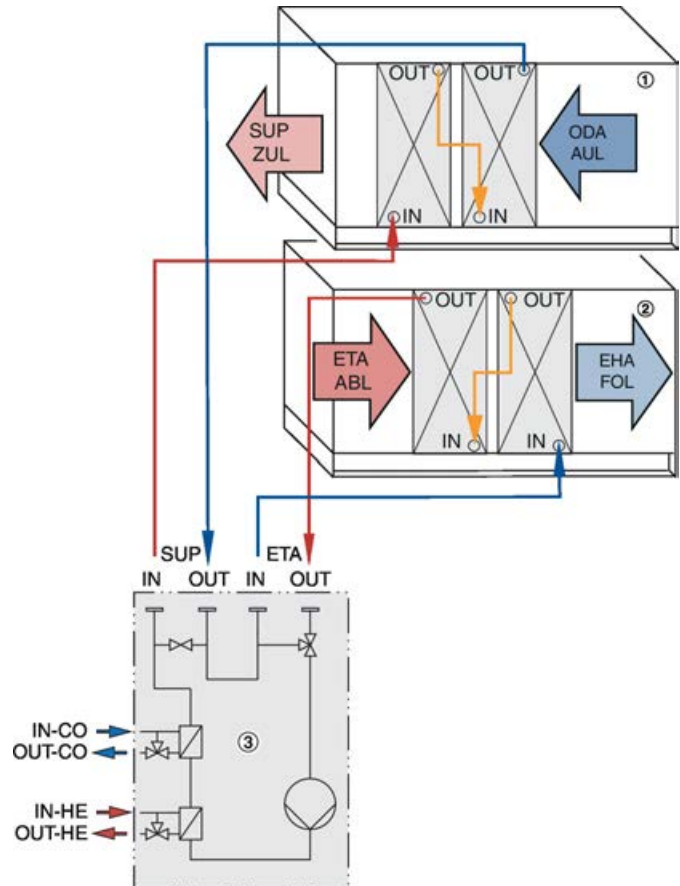 OUT OUT ①
SUP
ZUL
ODA
AUL
IN IN
OUT OUT ②
ETA
ABL
EHA
FOL
IN IN
SUP ETA
IN OUT IN OUT
IN-CO
OUT-CO
③
IN-HE
OUT-HE